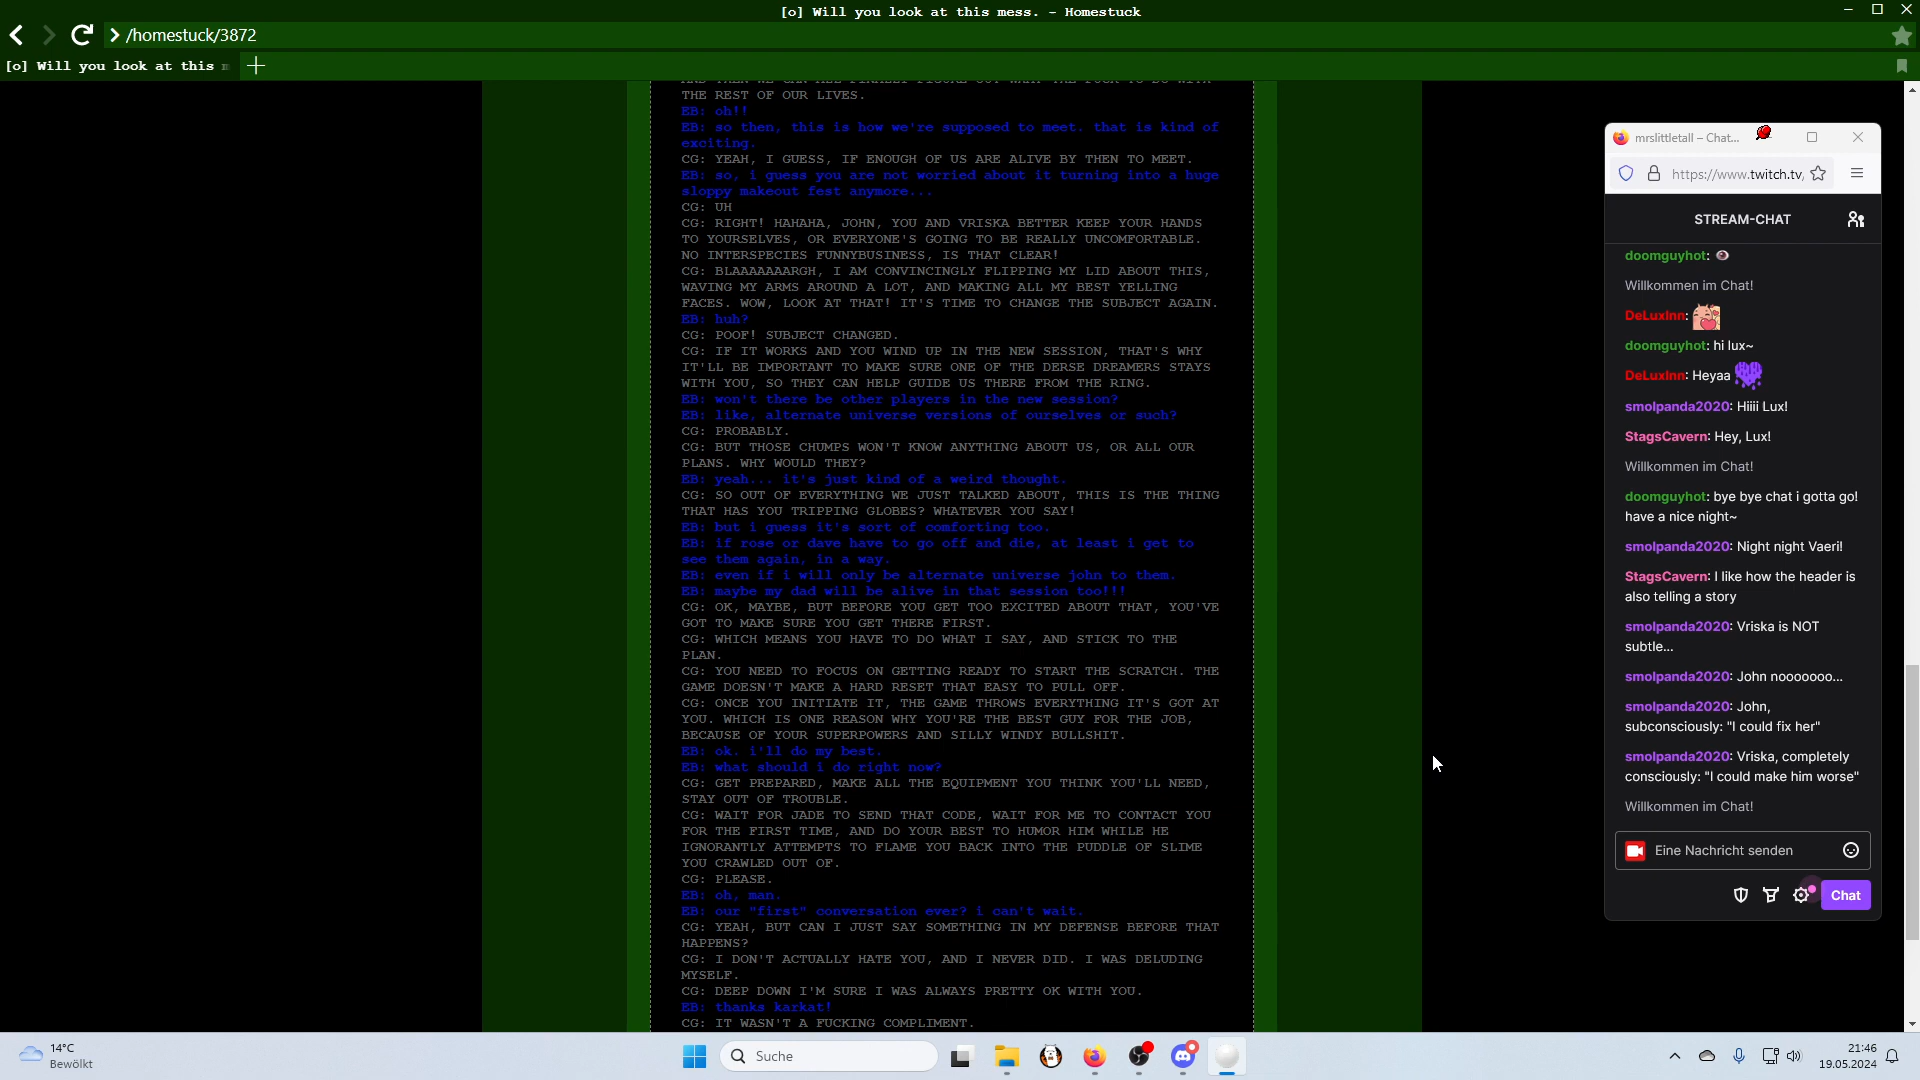 [o] Will you look at this mess. - Homestuck
/homestuck/3872
[o] Will you look at this m
THE REST OF OUR LIVES.
EB: oh!!
EB: so then, this is how we're supposed to meet. that is kind of
exciting.
CG: YEAH, I GUESS, IF ENOUGH OF US ARE ALIVE BY THEN TO MEET.
EB: so, i guess you are not worried about it turning into a huge
sloppy makeout fest anymore...
CG: UH
CG: RIGHT! HAHAHA, JOHN, YOU AND VRISKA BETTER KEEP YOUR HANDS
TO YOURSELVES, OR EVERYONE'S GOING TO BE REALLY UNCOMFORTABLE.
NO INTERSPECIES FUNNYBUSINESS, IS THAT CLEAR!
CG: BLAAAAAAARGH, I AM CONVINCINGLY FLIPPING MY LID ABOUT THIS,
WAVING MY ARMS AROUND A LOT, AND MAKING ALL MY BEST YELLING
FACES. WOW, LOOK AT THAT! IT'S TIME TO CHANGE THE SUBJECT AGAIN.
EB: huh?
CG: POOF! SUBJECT CHANGED.
CG: IF IT WORKS AND YOU WIND UP IN THE NEW SESSION, THAT'S WHY
IT'LL BE IMPORTANT TO MAKE SURE ONE OF THE DERSE DREAMERS STAYS
WITH YOU, SO THEY CAN HELP GUIDE US THERE FROM THE RING.
EB: won't there be other players in the new session?
EB: like, alternate universe versions of ourselves or such?
CG: PROBABLY.
CG: BUT THOSE CHUMPS WON'T KNOW ANYTHING ABOUT US, OR ALL OUR
PLANS. WHY WOULD THEY?
EB: yeah... it's just kind of a weird thought.
CG: SO OUT OF EVERYTHING WE JUST TALKED ABOUT, THIS IS THE THING
THAT HAS YOU TRIPPING GLOBES? WHATEVER YOU SAY!
EB: but i guess it's sort of comforting too.
EB: if rose or dave have to go off and die, at least i get to
see them again, in a way.
EB: even if i will only be alternate universe john to them.
EB: maybe my dad will be alive in that session too!!!
CG: OK, MAYBE, BUT BEFORE YOU GET TOO EXCITED ABOUT THAT, YOU'VE
GOT TO MAKE SURE YOU GET THERE FIRST.
CG: WHICH MEANS YOU HAVE TO DO WHAT I SAY, AND STICK TO THE
PLAN.
CG: YOU NEED TO FOCUS ON GETTING READY TO START THE SCRATCH. THE
GAME DOESN'T MAKE A HARD RESET THAT EASY TO PULL OFF.
CG: ONCE YOU INITIATE IT, THE GAME THROWS EVERYTHING IT'S GOT AT
YOU. WHICH IS ONE REASON WHY YOU'RE THE BEST GUY FOR THE JOB,
BECAUSE OF YOUR SUPERPOWERS AND SILLY WINDY BULLSHIT.
EB: ok. i'll do my best.
EB: what should i do right now?
CG: GET PREPARED, MAKE ALL THE EQUIPMENT YOU THINK YOU'LL NEED,
STAY OUT OF TROUBLE.
CG: WAIT FOR JADE TO SEND THAT CODE, WAIT FOR ME TO CONTACT YOU
FOR THE FIRST TIME, AND DO YOUR BEST TO HUMOR HIM WHILE HE
IGNORANTLY ATTEMPTS TO FLAME YOU BACK INTO THE PUDDLE OF SLIME
YOU CRAWLED OUT OF.
CG: PLEASE.
EB: oh, man.
EB: our "first" conversation ever? i can't wait.
CG: YEAH, BUT CAN I JUST SAY SOMETHING IN MY DEFENSE BEFORE THAT
HAPPENS?
CG: I DON'T ACTUALLY HATE YOU, AND I NEVER DID. I WAS DELUDING
MYSELF.
CG: DEEP DOWN I'M SURE I WAS ALWAYS PRETTY OK WITH YOU.
EB: thanks karkat!
CG: IT WASN'T A FUCKING COMPLIMENT.
mrslittletall – Chat...
https://www.twitch.tv/
STREAM-CHAT
doomguyhot:
Willkommen im Chat!
DeLuxInn:
doomguyhot: hi lux~
DeLuxInn: Heyaa
smolpanda2020: Hiiii Lux!
StagsCavern: Hey, Lux!
Willkommen im Chat!
doomguyhot: bye bye chat i gotta go!
have a nice night~
smolpanda2020: Night night Vaeri!
StagsCavern: I like how the header is
also telling a story
smolpanda2020: Vriska is NOT
subtle...
smolpanda2020: John nooooooo...
smolpanda2020: John,
subconsciously: "I could fix her"
smolpanda2020: Vriska, completely
consciously: "I could make him worse"
Willkommen im Chat!
Eine Nachricht senden
Chat
14°C
Bewölkt
Suche
21:46
19.05.2024